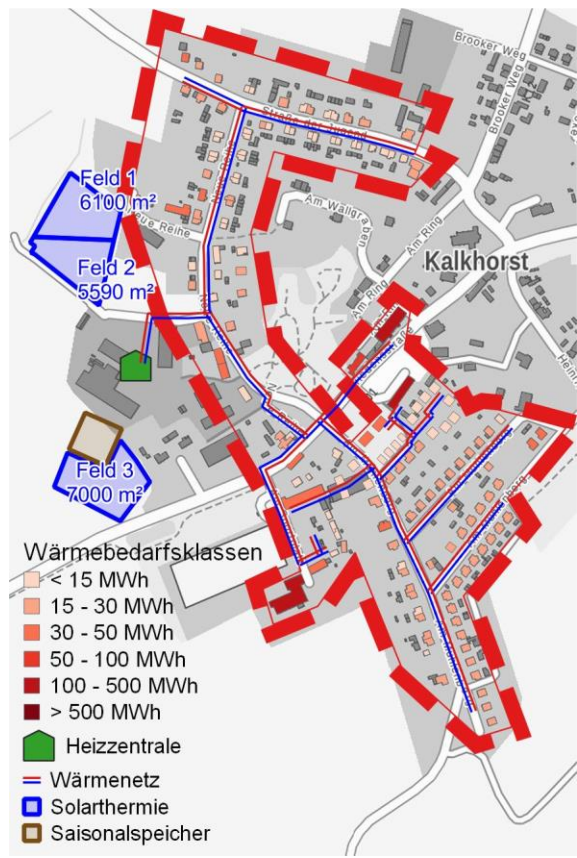 Brooker Weg
Brooker Weg
Straße der Jugend
Feld 1
6100 m²
Neue Reihe
Am Wallgraben
Am Ring
Feld 2
5590 m²
Kalkhorst
Am Ring
Feld 3
7000 m²
Wärmebedarfsklassen
< 15 MWh
15 - 30 MWh
30 - 50 MWh
50 - 100 MWh
100 - 500 MWh
> 500 MWh
Heizzentrale
Wärmenetz
Solarthermie
Saisonalspeicher